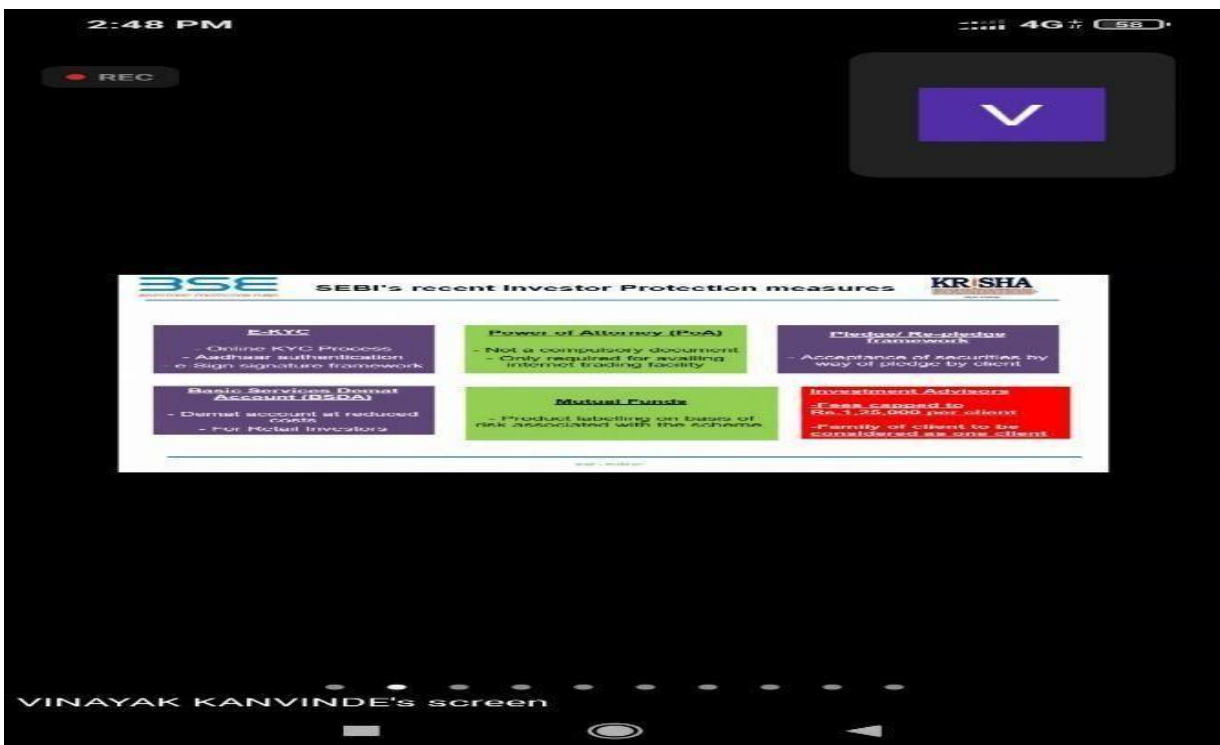 2:48 PM
4G
58
REC
V
BSE
SEBI's recent Investor Protection measures
KRISHA
E-KYC
- Online KYC Process
- Aadhaar authentication
- e-Sign signature framework
Power of Attorney (PoA)
- Not a compulsory document
- Only required for availing
internet trading facility
Pledge/ Re-pledge
framework
- Acceptance of securities by
way of pledge by client
Basic Services Demat
Account (BSDA)
- Demat account at reduced
costs
- For Retail Investors
Mutual Funds
- Product labelling on basis of
risk associated with the scheme
Investment Advisors
-Fees capped to
Rs.1,25,000 per client
-Family of client to be
considered as one client
VINAYAK KANVINDE's screen